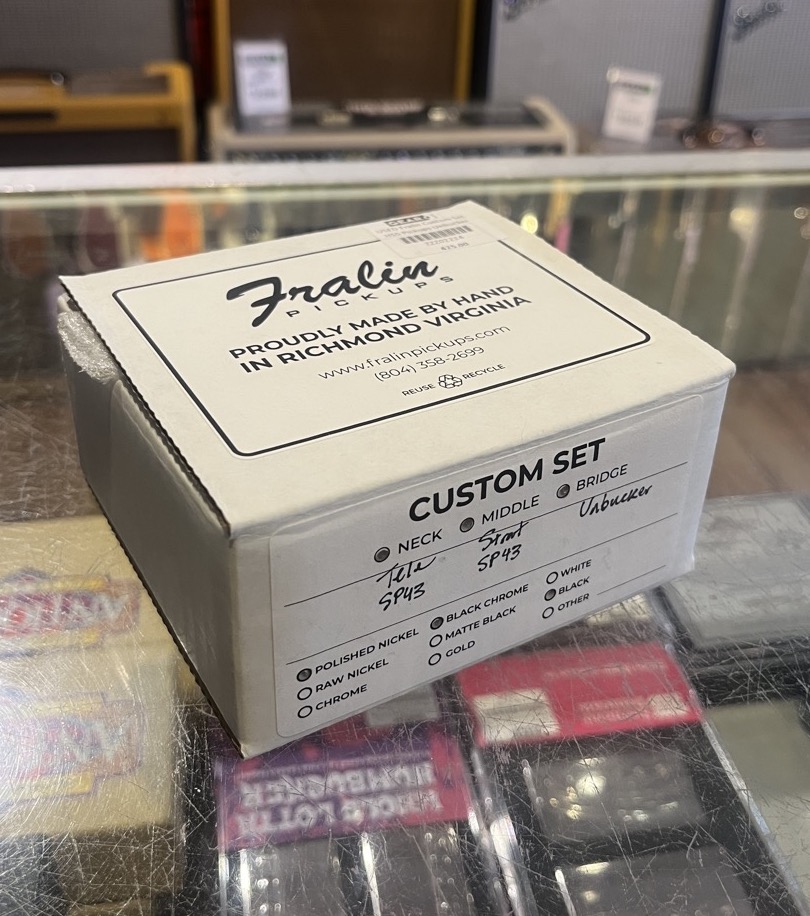 Fralin
PICKUPS
PROUDLY MADE BY HAND
IN RICHMOND VIRGINIA
www.fralinpickups.com
(804) 358-2699
REUSE RECYCLE
CUSTOM SET
NECK MIDDLE BRIDGE
Tele Strat Unbucker
SP43 SP43
POLISHED NICKEL BLACK CHROME WHITE
RAW NICKEL MATTE BLACK BLACK
CHROME GOLD OTHER
HUMBUCKER